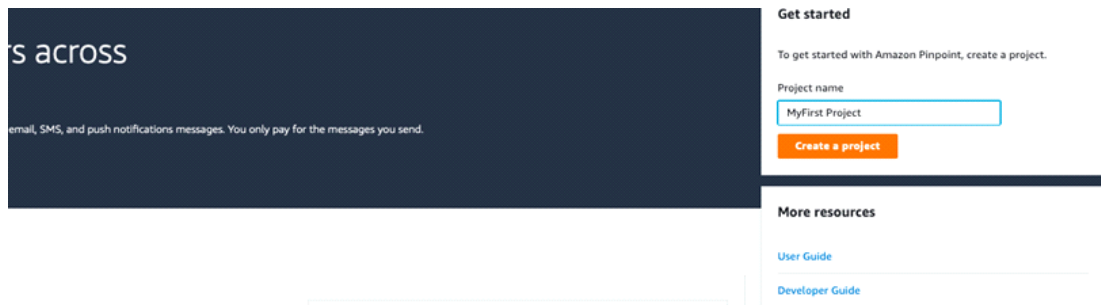 rs across
email, SMS, and push notifications messages. You only pay for the messages you send.
Get started
To get started with Amazon Pinpoint, create a project.
Project name
MyFirst Project
Create a project
More resources
User Guide
Developer Guide